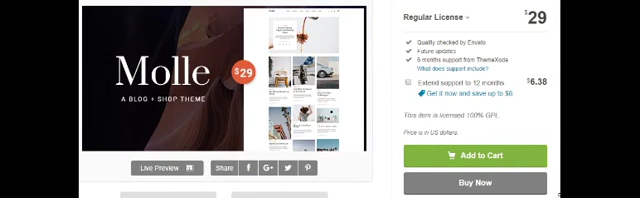 Molle
A BLOG + SHOP THEME
$29
Live Preview
Share
Regular License
$29
Quality checked by Envato
Future updates
6 months support from ThemeXoda
What does support include?
Extend support to 12 months
$6.38
Get it now and save up to $6
This item is licensed 100% GPL.
Price is in US dollars.
Add to Cart
Buy Now